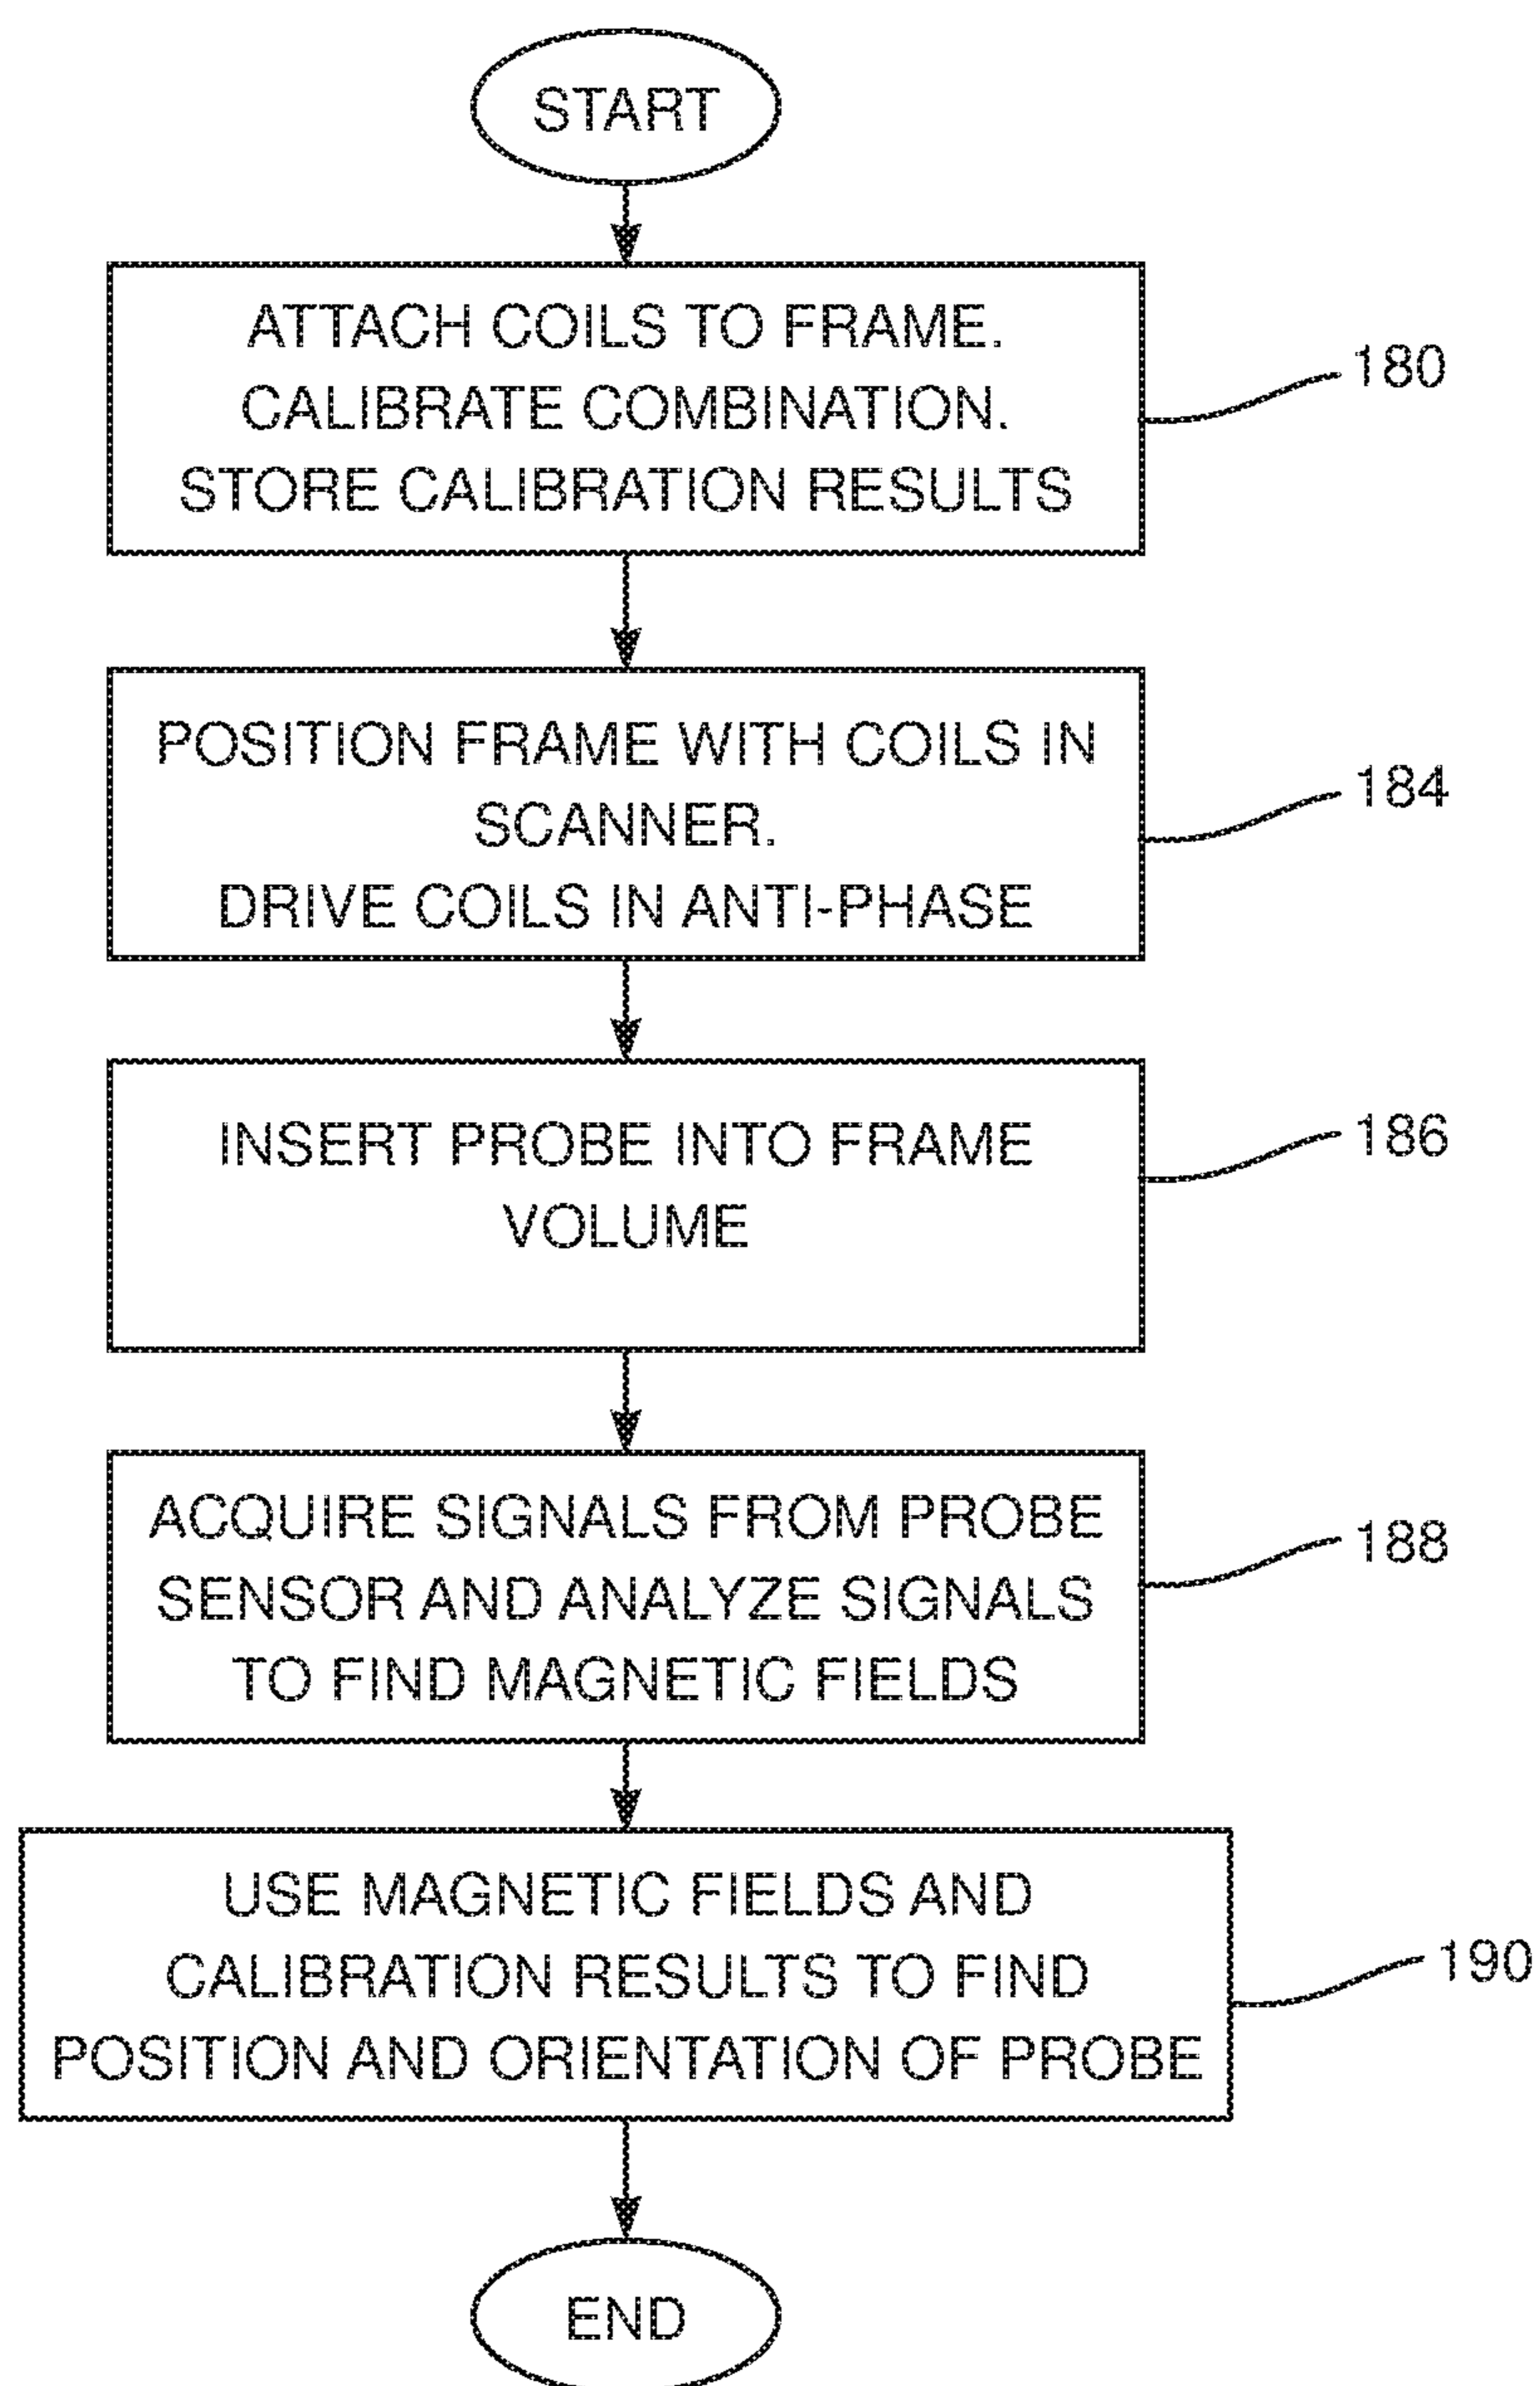 START
ATTACH COILS TO FRAME.
CALIBRATE COMBINATION.
STORE CALIBRATION RESULTS
180
POSITION FRAME WITH COILS IN
SCANNER.
DRIVE COILS IN ANTI-PHASE
184
INSERT PROBE INTO FRAME
VOLUME
186
ACQUIRE SIGNALS FROM PROBE
SENSOR AND ANALYZE SIGNALS
TO FIND MAGNETIC FIELDS
188
USE MAGNETIC FIELDS AND
CALIBRATION RESULTS TO FIND
POSITION AND ORIENTATION OF PROBE
190
END